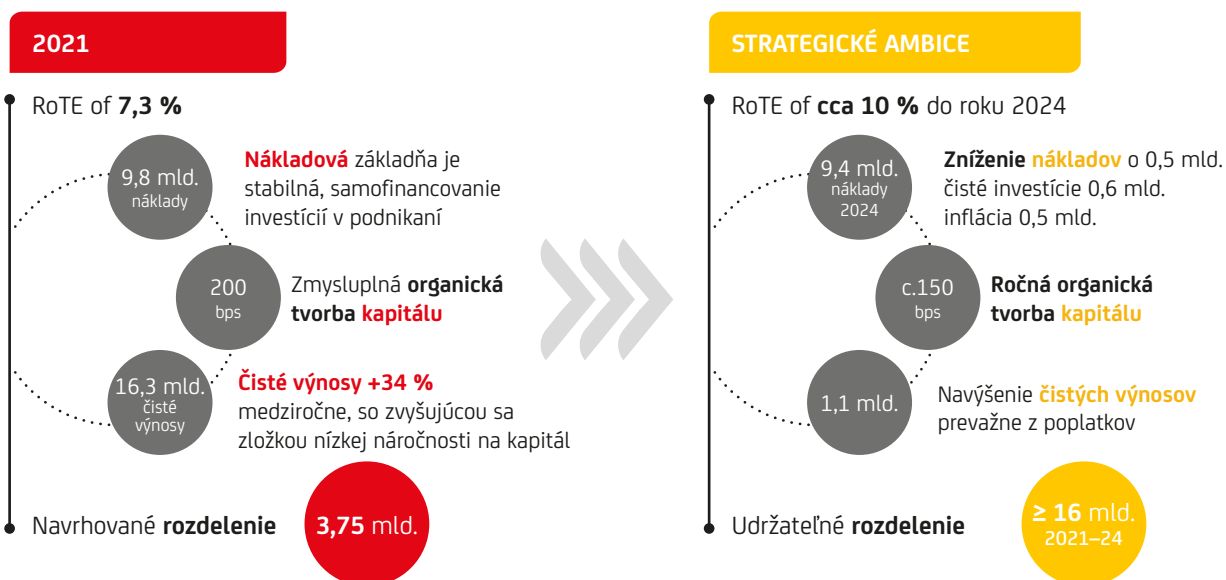 2021
RoTE of 7,3 %
9,8 mld.
náklady
Nákladová základňa je
stabilná, samofinancovanie
investícií v podnikaní
200
bps
Zmysluplná organická
tvorba kapitálu
16,3 mld.
čisté
výnosy
Čisté výnosy +34 %
medziročne, so zvyšujúcou sa
zložkou nízkej náročnosti na kapitál
Navrhované rozdelenie
3,75 mld.
STRATEGICKÉ AMBICE
RoTE of cca 10 % do roku 2024
9,4 mld.
náklady
2024
Zníženie nákladov o 0,5 mld.
čisté investície 0,6 mld.
inflácia 0,5 mld.
c.150
bps
Ročná organická
tvorba kapitálu
1,1 mld.
Navýšenie čistých výnosov
prevažne z poplatkov
Udržateľné rozdelenie
≥ 16 mld.
2021–24